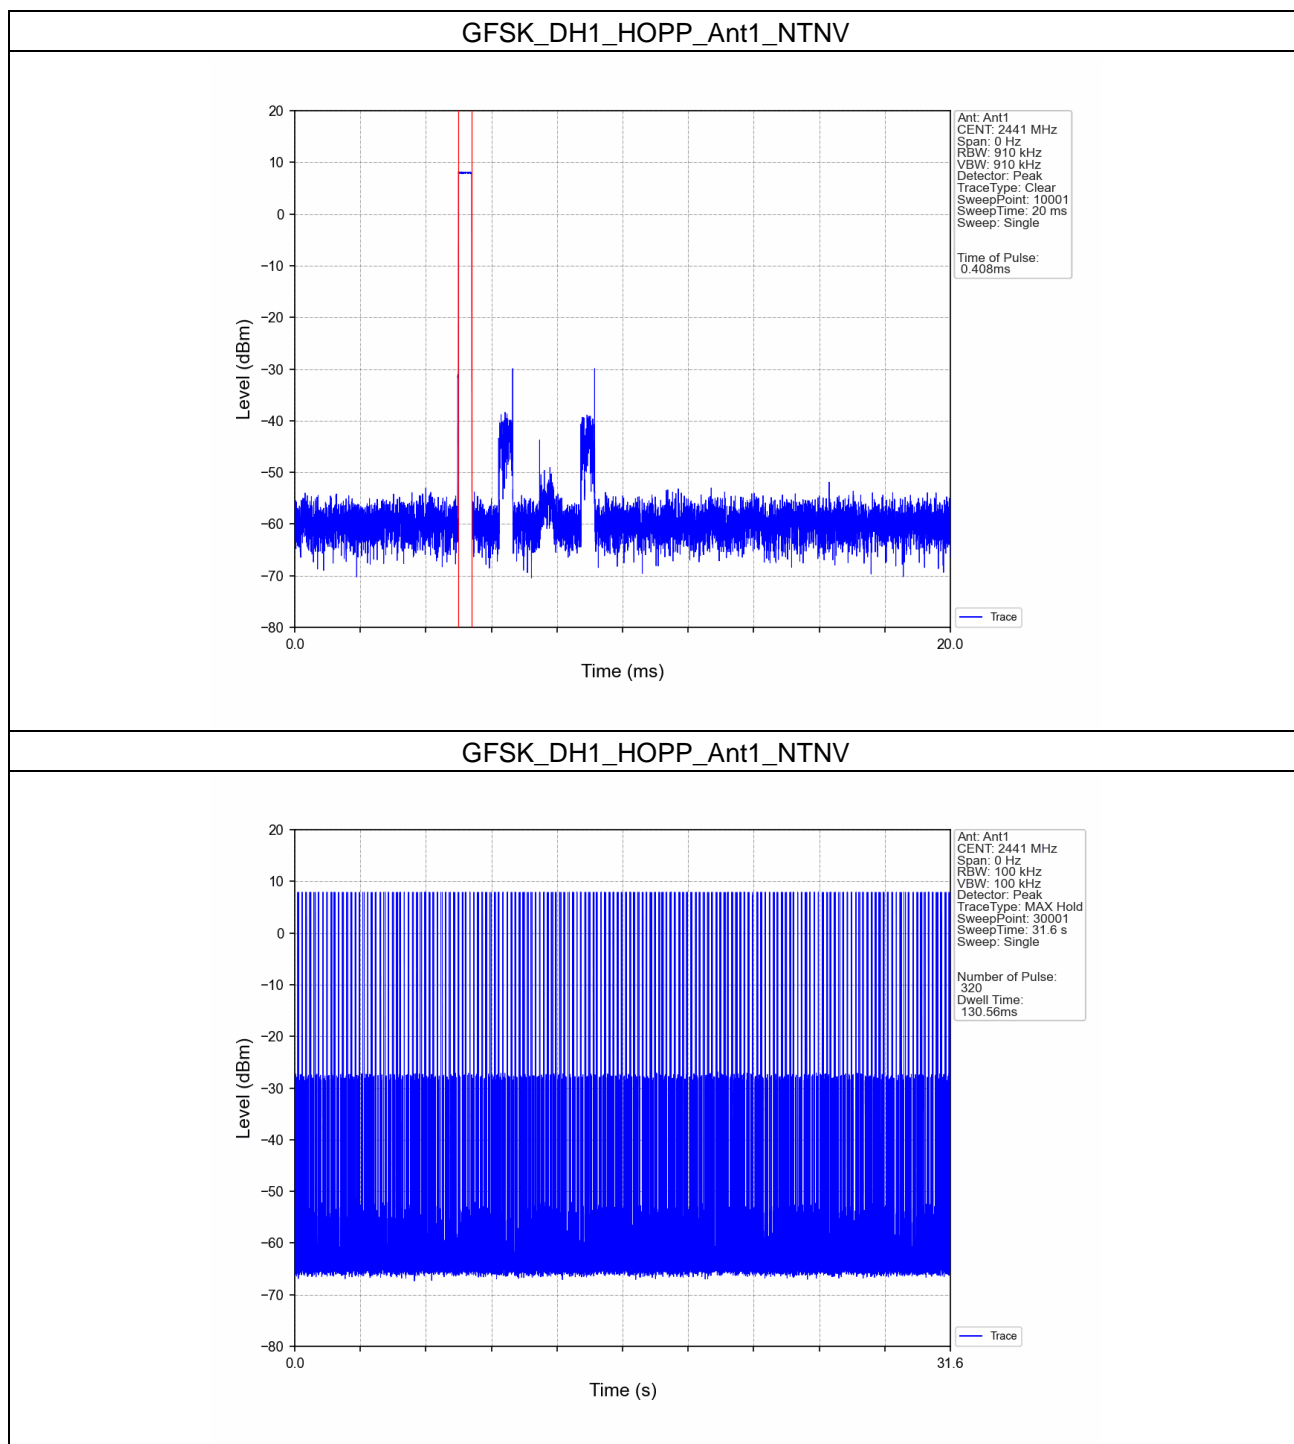 GFSK_DH1_HOPP_Ant1_NTNV
20
10
0
−10
−20
−30
−40
−50
−60
−70
−80
Level (dBm)
0.0
20.0
Time (ms)
Ant: Ant1
CENT: 2441 MHz
Span: 0 Hz
RBW: 910 kHz
VBW: 910 kHz
Detector: Peak
TraceType: Clear
SweepPoint: 10001
SweepTime: 20 ms
Sweep: Single
Time of Pulse:
0.408ms
Trace
GFSK_DH1_HOPP_Ant1_NTNV
20
10
0
−10
−20
−30
−40
−50
−60
−70
−80
Level (dBm)
0.0
31.6
Time (s)
Ant: Ant1
CENT: 2441 MHz
Span: 0 Hz
RBW: 100 kHz
VBW: 100 kHz
Detector: Peak
TraceType: MAX Hold
SweepPoint: 30001
SweepTime: 31.6 s
Sweep: Single
Number of Pulse:
320
Dwell Time:
130.56ms
Trace